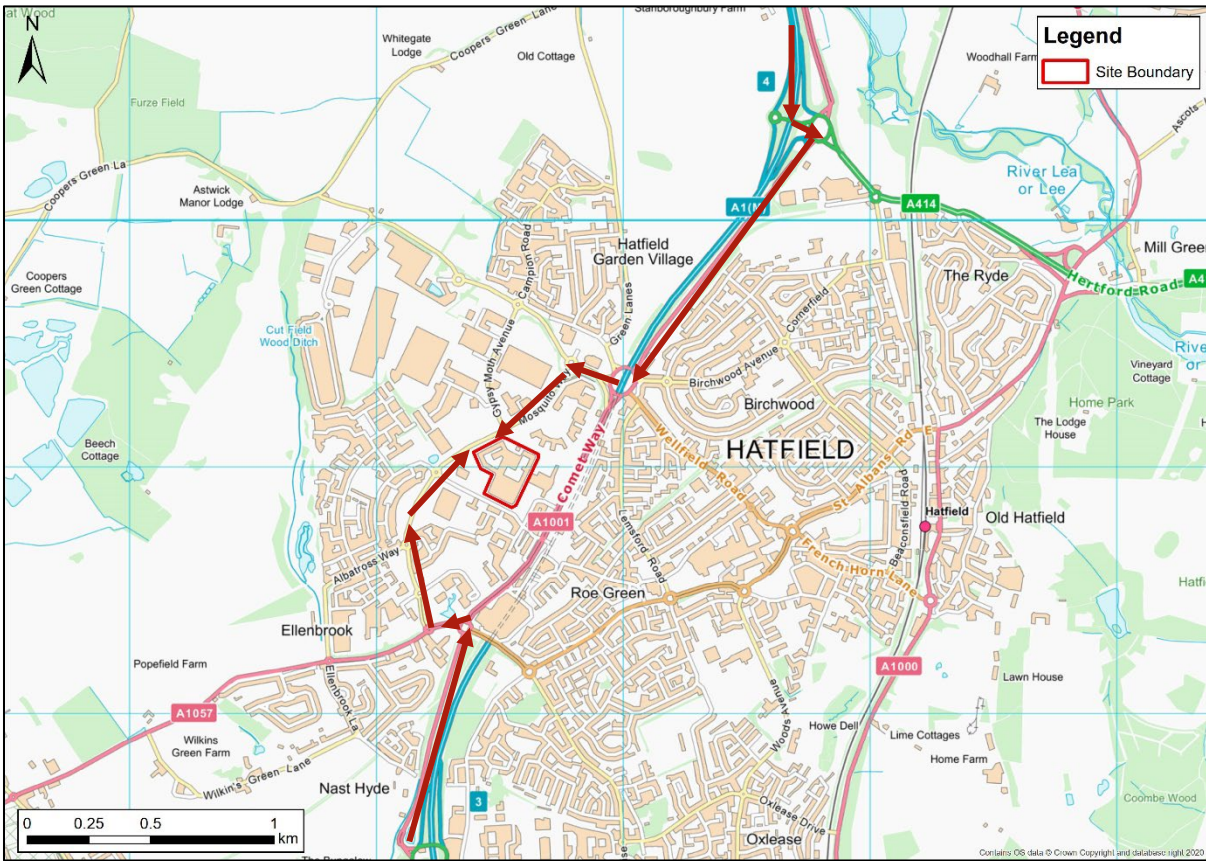 N
Legend
Site Boundary
Stanboroughbury Farm
Whitegate
Lodge
Coopers Green Lane
Old Cottage
Woodhall Farm
Furze Field
4
Coopers Green La
Astwick
Manor Lodge
Campion Road
River Lea
or Lee
A1(M)
A414
Hatfield
Garden Village
Mill Green
Coopers
Green Cottage
The Ryde
Hertford Road
Cut Field
Wood Ditch
Gypsy Moth Avenue
Green Lanes
Cornerfield
Mosquito Way
Birchwood Avenue
Vineyard
Cottage
Birchwood
Home Park
The Lodge
House
Beech
Cottage
Comet Way
Wellfield Road
HATFIELD
St. Albans Rd E
A1001
Lemsford Road
Beaconsfield Road
Hatfield
Old Hatfield
Albatross Way
French Horn Lane
Roe Green
Ellenbrook
Popefield Farm
Ellenbrook La
A1000
Lawn House
A1057
Woods Avenue
Howe Dell
Wilkins
Green Farm
Lime Cottages
Home Farm
Wilkin's Green Lane
Nast Hyde
3
Oxlease Drive
Coombe Wood
Oxlease
0 0.25 0.5 1
km
Contains OS data © Crown Copyright and database right 2020